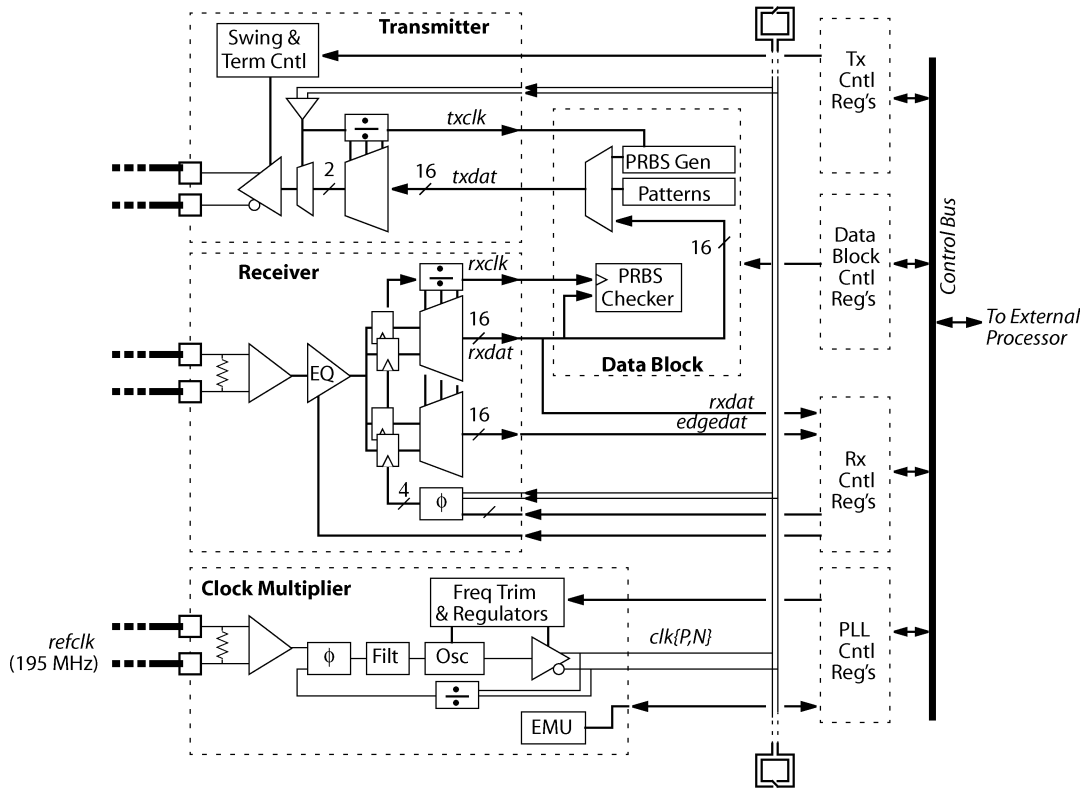 Transmitter
Swing &
Term Cntl
÷
txclk
2
16
txdat
PRBS Gen
Patterns
16
Tx
Cntl
Reg's
Receiver
÷
rxclk
PRBS
Checker
16
rxdat
Data Block
Data
Block
Cntl
Reg's
Control Bus
To External
Processor
EQ
16
rxdat
edgedat
4
ϕ
Rx
Cntl
Reg's
Clock Multiplier
Freq Trim
& Regulators
refclk
(195 MHz)
ϕ
Filt
Osc
clk{P,N}
÷
EMU
PLL
Cntl
Reg's